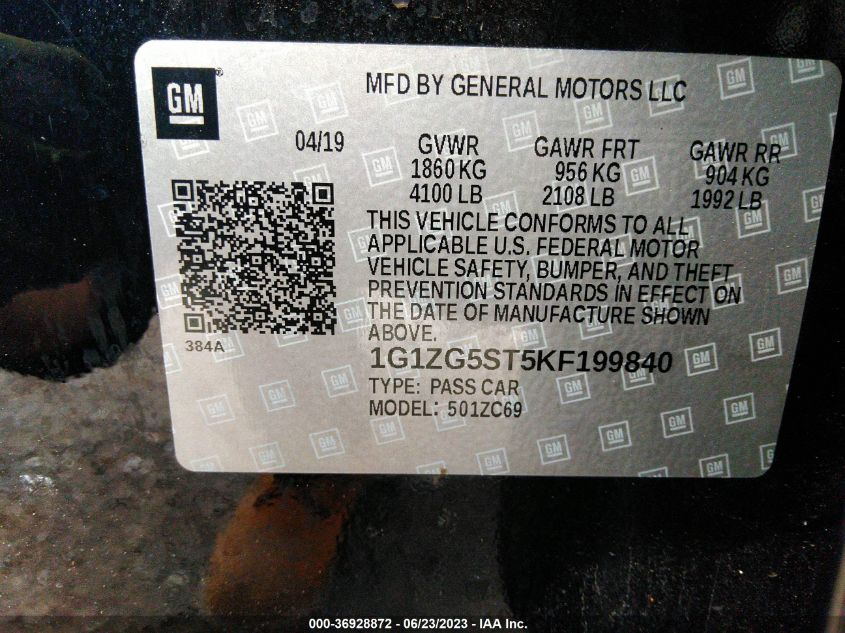 GM
MFD BY GENERAL MOTORS LLC
04/19
GVWR GAWR FRT GAWR RR
1860 KG 956 KG 904 KG
4100 LB 2108 LB 1992 LB
THIS VEHICLE CONFORMS TO ALL
APPLICABLE U.S. FEDERAL MOTOR
VEHICLE SAFETY, BUMPER, AND THEFT
PREVENTION STANDARDS IN EFFECT ON
THE DATE OF MANUFACTURE SHOWN
ABOVE.
384A
1G1ZG5ST5KF199840
TYPE: PASS CAR
MODEL: 501ZC69
000-36928872 - 06/23/2023 - IAA Inc.